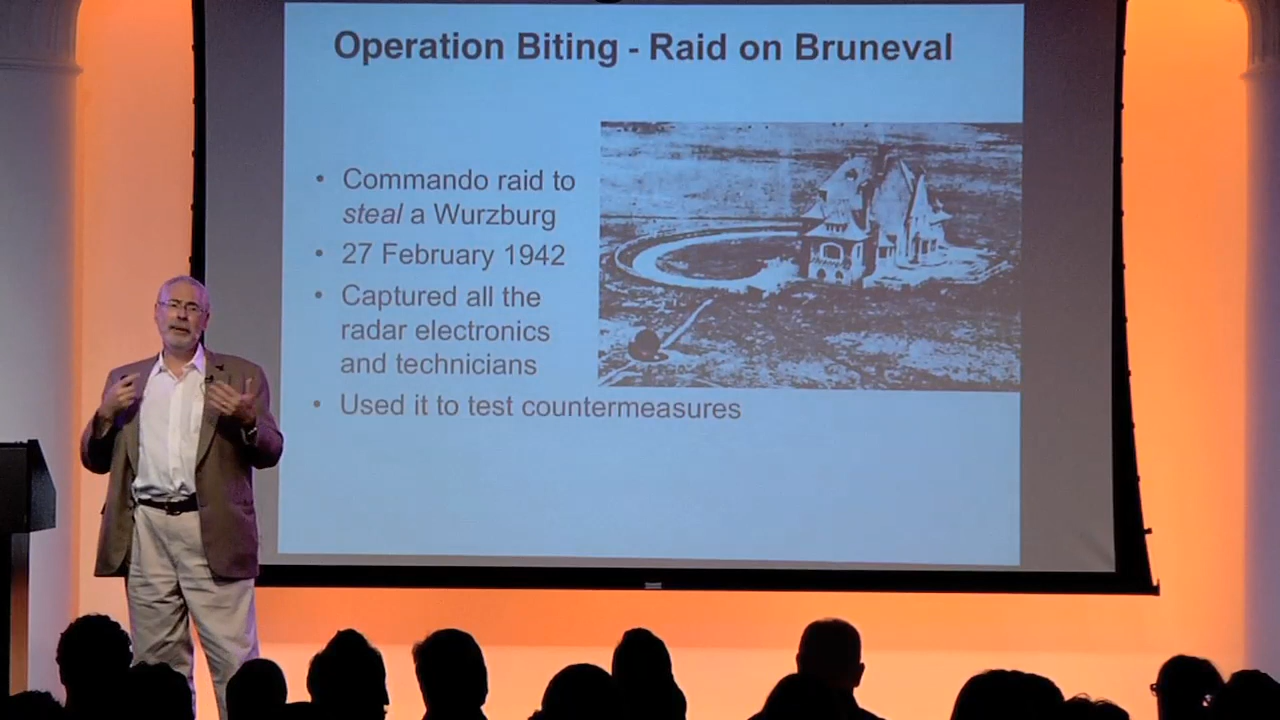 Operation Biting - Raid on Bruneval
• Commando raid to
steal a Wurzburg
• 27 February 1942
• Captured all the
radar electronics
and technicians
• Used it to test countermeasures